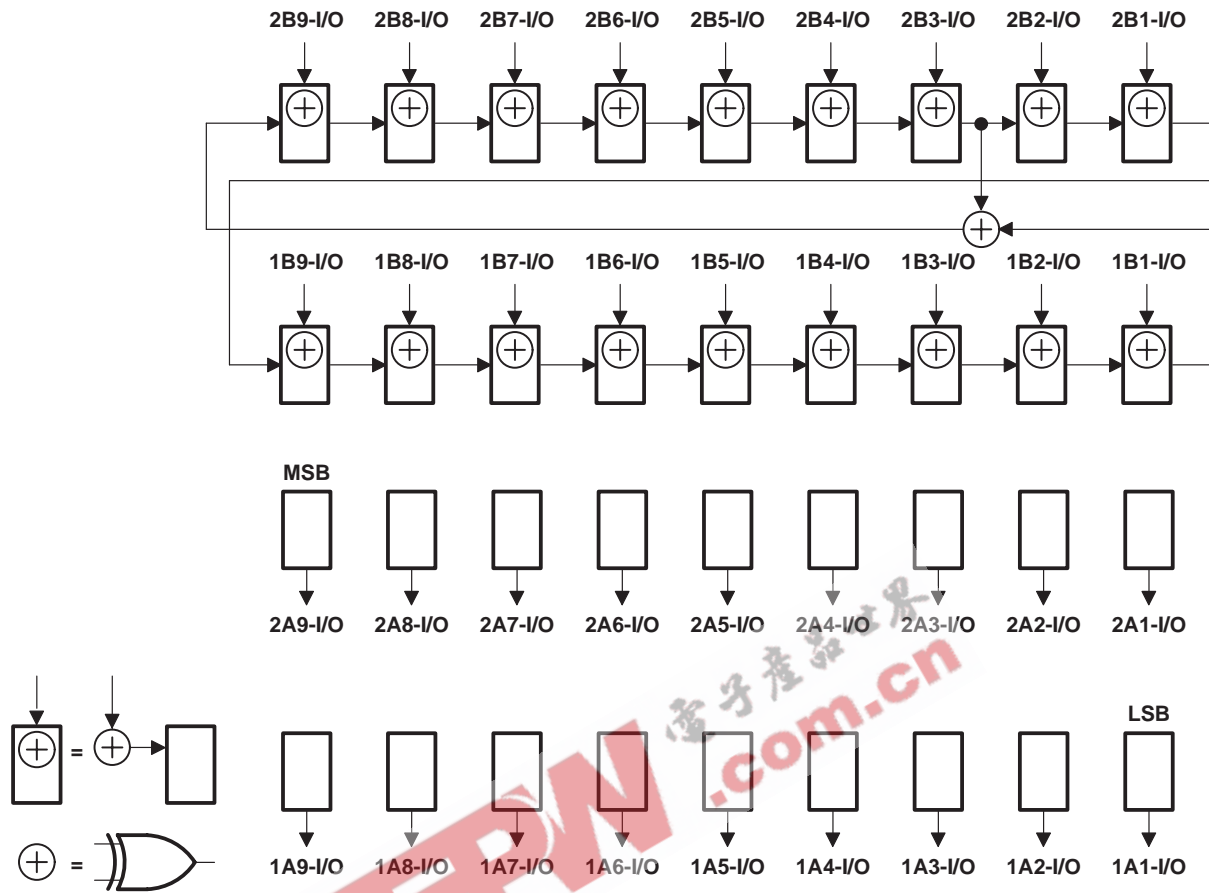 2B9-I/O 2B8-I/O 2B7-I/O 2B6-I/O 2B5-I/O 2B4-I/O 2B3-I/O 2B2-I/O 2B1-I/O
1B9-I/O 1B8-I/O 1B7-I/O 1B6-I/O 1B5-I/O 1B4-I/O 1B3-I/O 1B2-I/O 1B1-I/O
MSB
2A9-I/O 2A8-I/O 2A7-I/O 2A6-I/O 2A5-I/O 2A4-I/O 2A3-I/O 2A2-I/O 2A1-I/O
LSB
=
1A9-I/O 1A8-I/O 1A7-I/O 1A6-I/O 1A5-I/O 1A4-I/O 1A3-I/O 1A2-I/O 1A1-I/O
=
電子產品世界
.com.cn